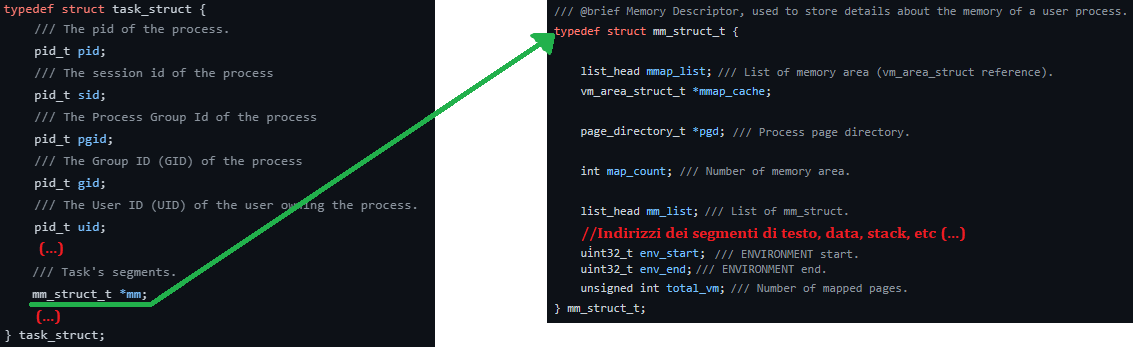 typedef struct task_struct {
/// The pid of the process.
pid_t pid;
/// The session id of the process
pid_t sid;
/// The Process Group Id of the process
pid_t pgid;
/// The Group ID (GID) of the process
pid_t gid;
/// The User ID (UID) of the user owning the process.
pid_t uid;
(...)
/// Task's segments.
mm_struct_t *mm;
(...)
} task_struct;
/// @brief Memory Descriptor, used to store details about the memory of a user process.
typedef struct mm_struct_t {
list_head mmap_list; /// List of memory area (vm_area_struct reference).
vm_area_struct_t *mmap_cache;
page_directory_t *pgd; /// Process page directory.
int map_count; /// Number of memory area.
list_head mm_list; /// List of mm_struct.
//Indirizzi dei segmenti di testo, data, stack, etc (...)
uint32_t env_start; /// ENVIRONMENT start.
uint32_t env_end; /// ENVIRONMENT end.
unsigned int total_vm; /// Number of mapped pages.
} mm_struct_t;